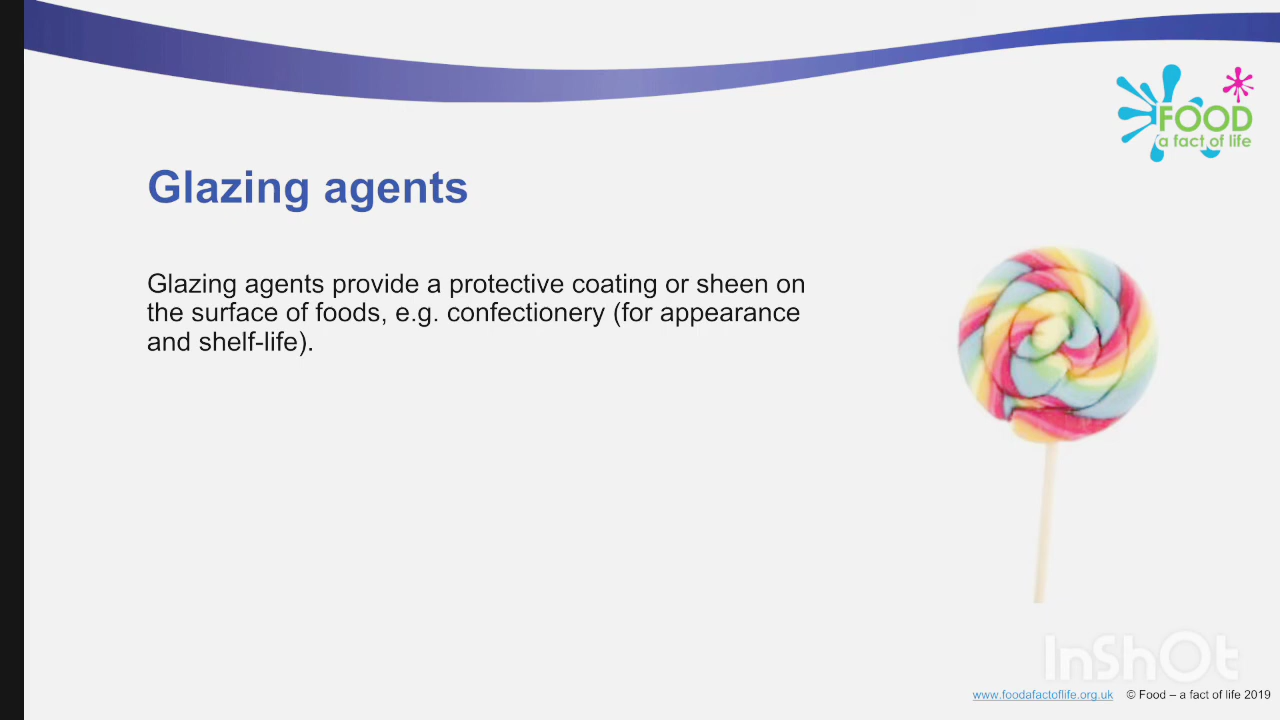 FOOD
a fact of life
Glazing agents
Glazing agents provide a protective coating or sheen on
the surface of foods, e.g. confectionery (for appearance
and shelf-life).
InShOt
www.foodafactoflife.org.uk © Food – a fact of life 2019